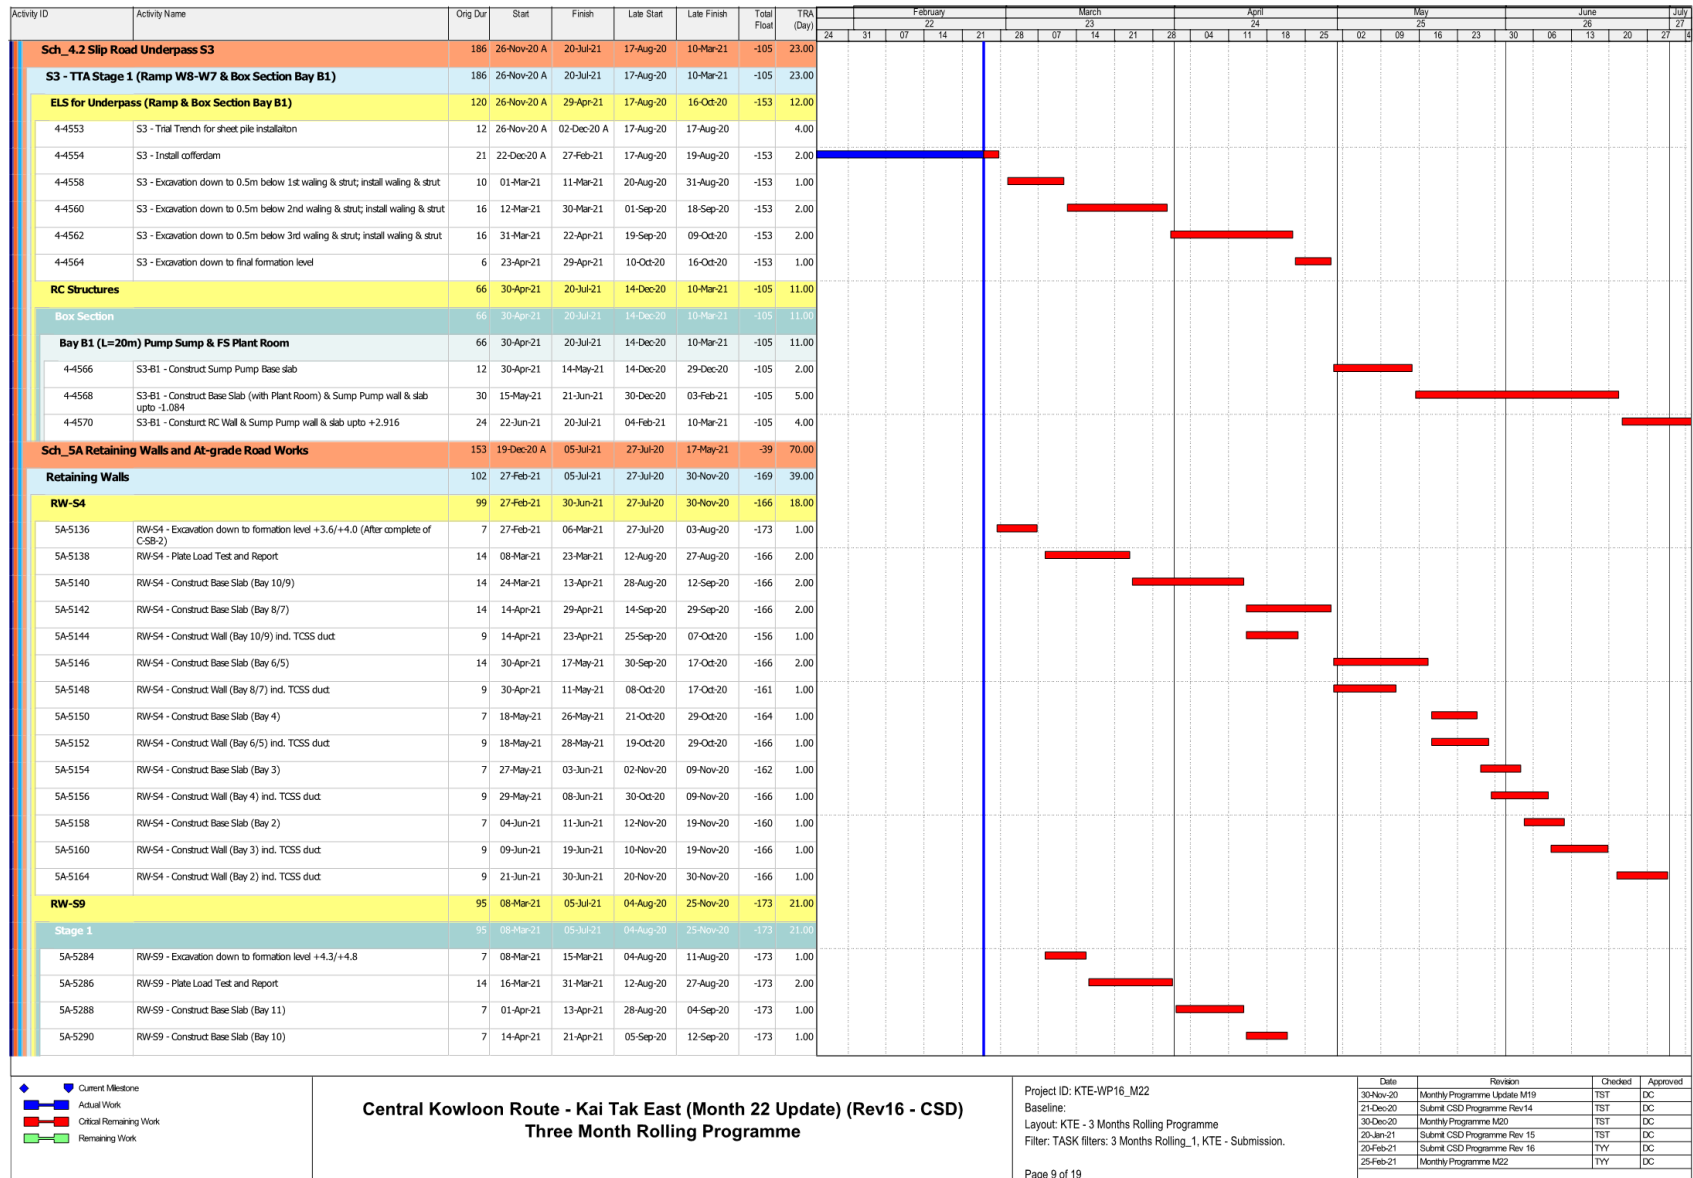 Activity ID Activity Name Orig Dur Start Finish Late Start Late Finish Total Float TRA (Day) February March April May June July
22 23 24 25 26 27
24 31 07 14 21 28 07 14 21 28 04 11 18 25 02 09 16 23 30 06 13 20 27 4
Sch_4.2 Slip Road Underpass S3 186 26-Nov-20 A 20-Jul-21 17-Aug-20 10-Mar-21 -105 23.00
S3 - TTA Stage 1 (Ramp W8-W7 & Box Section Bay B1) 186 26-Nov-20 A 20-Jul-21 17-Aug-20 10-Mar-21 -105 23.00
ELS for Underpass (Ramp & Box Section Bay B1) 120 26-Nov-20 A 29-Apr-21 17-Aug-20 16-Oct-20 -153 12.00
4-4553 S3 - Trial Trench for sheet pile installaiton 12 26-Nov-20 A 02-Dec-20 A 17-Aug-20 17-Aug-20 4.00
4-4554 S3 - Install cofferdam 21 22-Dec-20 A 27-Feb-21 17-Aug-20 19-Aug-20 -153 2.00
4-4558 S3 - Excavation down to 0.5m below 1st waling & strut; install waling & strut 10 01-Mar-21 11-Mar-21 20-Aug-20 31-Aug-20 -153 1.00
4-4560 S3 - Excavation down to 0.5m below 2nd waling & strut; install waling & strut 16 12-Mar-21 30-Mar-21 01-Sep-20 18-Sep-20 -153 2.00
4-4562 S3 - Excavation down to 0.5m below 3rd waling & strut; install waling & strut 16 31-Mar-21 22-Apr-21 19-Sep-20 09-Oct-20 -153 2.00
4-4564 S3 - Excavation down to final formation level 6 23-Apr-21 29-Apr-21 10-Oct-20 16-Oct-20 -153 1.00
RC Structures 66 30-Apr-21 20-Jul-21 14-Dec-20 10-Mar-21 -105 11.00
Box Section 66 30-Apr-21 20-Jul-21 14-Dec-20 10-Mar-21 -105 11.00
Bay B1 (L=20m) Pump Sump & FS Plant Room 66 30-Apr-21 20-Jul-21 14-Dec-20 10-Mar-21 -105 11.00
4-4566 S3-B1 - Construct Sump Pump Base slab 12 30-Apr-21 14-May-21 14-Dec-20 29-Dec-20 -105 2.00
4-4568 S3-B1 - Construct Base Slab (with Plant Room) & Sump Pump wall & slab upto -1.084 30 15-May-21 21-Jun-21 30-Dec-20 03-Feb-21 -105 5.00
4-4570 S3-B1 - Consturct RC Wall & Sump Pump wall & slab upto +2.916 24 22-Jun-21 20-Jul-21 04-Feb-21 10-Mar-21 -105 4.00
Sch_5A Retaining Walls and At-grade Road Works 153 19-Dec-20 A 05-Jul-21 27-Jul-20 17-May-21 -39 70.00
Retaining Walls 102 27-Feb-21 05-Jul-21 27-Jul-20 30-Nov-20 -169 39.00
RW-S4 99 27-Feb-21 30-Jun-21 27-Jul-20 30-Nov-20 -166 18.00
5A-5136 RW-S4 - Excavation down to formation level +3.6/+4.0 (After complete of C-SB-2) 7 27-Feb-21 06-Mar-21 27-Jul-20 03-Aug-20 -173 1.00
5A-5138 RW-S4 - Plate Load Test and Report 14 08-Mar-21 23-Mar-21 12-Aug-20 27-Aug-20 -166 2.00
5A-5140 RW-S4 - Construct Base Slab (Bay 10/9) 14 24-Mar-21 13-Apr-21 28-Aug-20 12-Sep-20 -166 2.00
5A-5142 RW-S4 - Construct Base Slab (Bay 8/7) 14 14-Apr-21 29-Apr-21 14-Sep-20 29-Sep-20 -166 2.00
5A-5144 RW-S4 - Construct Wall (Bay 10/9) incl. TCSS duct 9 14-Apr-21 23-Apr-21 25-Sep-20 07-Oct-20 -156 1.00
5A-5146 RW-S4 - Construct Base Slab (Bay 6/5) 14 30-Apr-21 17-May-21 30-Sep-20 17-Oct-20 -166 2.00
5A-5148 RW-S4 - Construct Wall (Bay 8/7) incl. TCSS duct 9 30-Apr-21 11-May-21 08-Oct-20 17-Oct-20 -161 1.00
5A-5150 RW-S4 - Construct Base Slab (Bay 4) 7 18-May-21 26-May-21 21-Oct-20 29-Oct-20 -164 1.00
5A-5152 RW-S4 - Construct Wall (Bay 6/5) incl. TCSS duct 9 18-May-21 28-May-21 19-Oct-20 29-Oct-20 -166 1.00
5A-5154 RW-S4 - Construct Base Slab (Bay 3) 7 27-May-21 03-Jun-21 02-Nov-20 09-Nov-20 -162 1.00
5A-5156 RW-S4 - Construct Wall (Bay 4) incl. TCSS duct 9 29-May-21 08-Jun-21 30-Oct-20 09-Nov-20 -166 1.00
5A-5158 RW-S4 - Construct Base Slab (Bay 2) 7 04-Jun-21 11-Jun-21 12-Nov-20 19-Nov-20 -160 1.00
5A-5160 RW-S4 - Construct Wall (Bay 3) incl. TCSS duct 9 09-Jun-21 19-Jun-21 10-Nov-20 19-Nov-20 -166 1.00
5A-5164 RW-S4 - Construct Wall (Bay 2) incl. TCSS duct 9 21-Jun-21 30-Jun-21 20-Nov-20 30-Nov-20 -166 1.00
RW-S9 95 08-Mar-21 05-Jul-21 04-Aug-20 25-Nov-20 -173 21.00
Stage 1 95 08-Mar-21 05-Jul-21 04-Aug-20 25-Nov-20 -173 21.00
5A-5284 RW-S9 - Excavation down to formation level +4.3/+4.8 7 08-Mar-21 15-Mar-21 04-Aug-20 11-Aug-20 -173 1.00
5A-5286 RW-S9 - Plate Load Test and Report 14 16-Mar-21 31-Mar-21 12-Aug-20 27-Aug-20 -173 2.00
5A-5288 RW-S9 - Construct Base Slab (Bay 11) 7 01-Apr-21 13-Apr-21 28-Aug-20 04-Sep-20 -173 1.00
5A-5290 RW-S9 - Construct Base Slab (Bay 10) 7 14-Apr-21 21-Apr-21 05-Sep-20 12-Sep-20 -173 1.00
Current Milestone
Actual Work
Critical Remaining Work
Remaining Work
Central Kowloon Route - Kai Tak East (Month 22 Update) (Rev16 - CSD)
Three Month Rolling Programme
Project ID: KTE-WP16_M22
Baseline:
Layout: KTE - 3 Months Rolling Programme
Filter: TASK filters: 3 Months Rolling_1, KTE - Submission.
Page 9 of 19
Date Revision Checked Approved
30-Nov-20 Monthly Programme Update M19 TST DC
21-Dec-20 Submit CSD Programme Rev14 TST DC
30-Dec-20 Monthly Programme M20 TST DC
20-Jan-21 Submit CSD Programme Rev 15 TST DC
20-Feb-21 Submit CSD Programme Rev 16 TYY DC
25-Feb-21 Monthly Programme M22 TYY DC